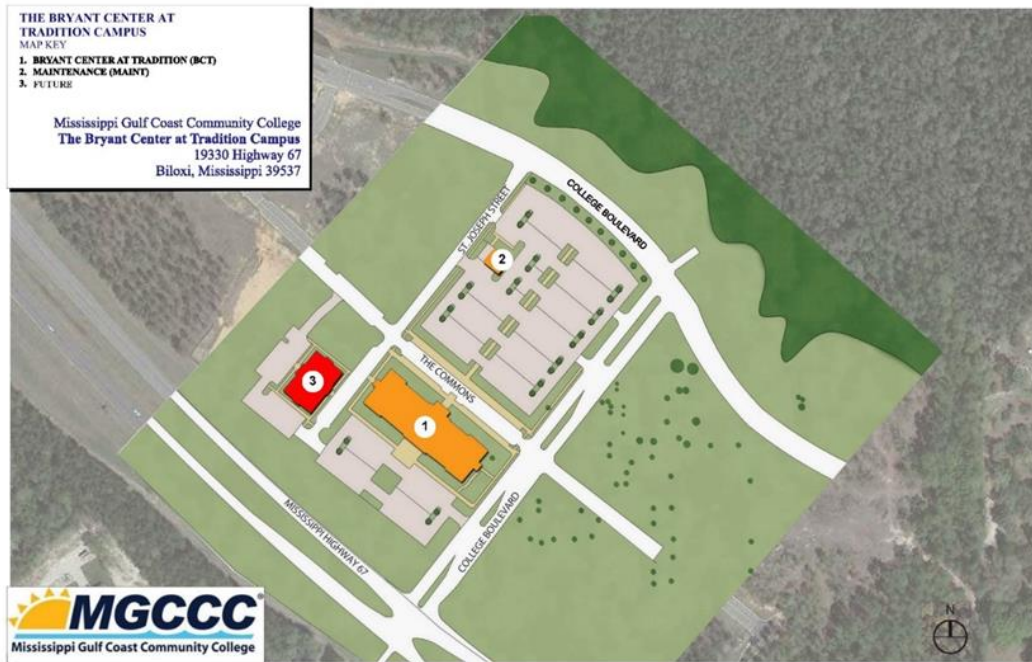 THE BRYANT CENTER AT
TRADITION CAMPUS
MAP KEY
1. BRYANT CENTER AT TRADITION (BCT)
2. MAINTENANCE (MAINT)
3. FUTURE
Mississippi Gulf Coast Community College
The Bryant Center at Tradition Campus
19330 Highway 67
Biloxi, Mississippi 39537
COLLEGE BOULEVARD
ST. JOSEPH STREET
2
THE COMMONS
3
1
MISSISSIPPI HIGHWAY 67
COLLEGE BOULEVARD
MGCCC
Mississippi Gulf Coast Community College
N